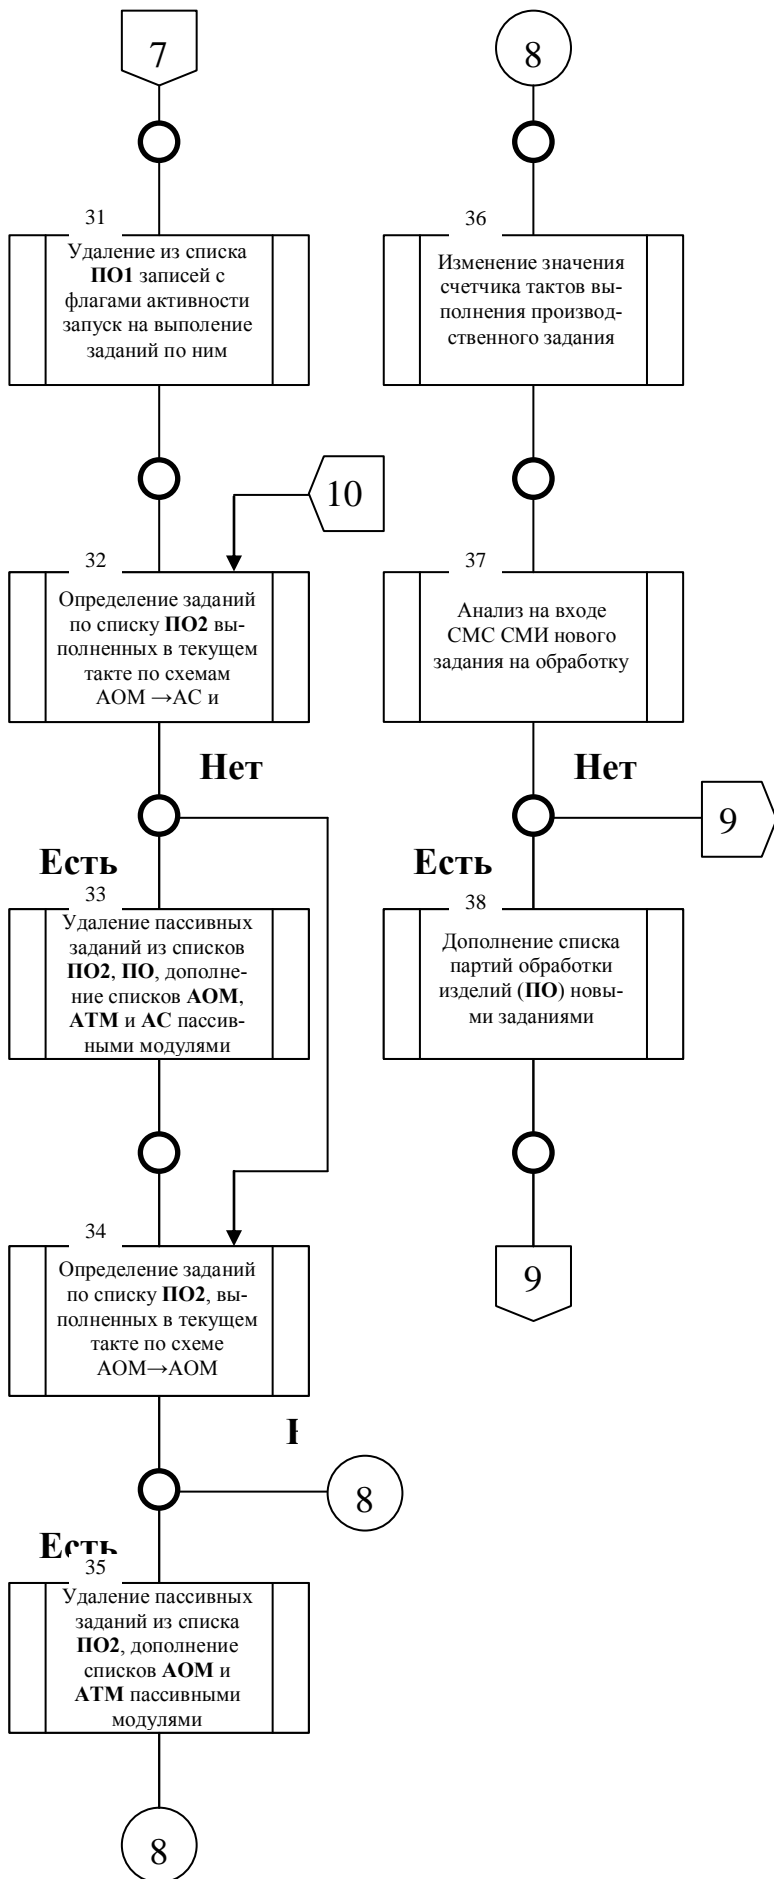 7
31
Удаление из списка
ПО1 записей с
флагами активности
запуск на выполение
заданий по ним
10
32
Определение заданий
по списку ПО2 вы-
полненных в текущем
такте по схемам
АОМ →АС и
Нет
Есть
33
Удаление пассивных
заданий из списков
ПО2, ПО, дополне-
ние списков АОМ,
АТМ и АС пассив-
ными модулями
34
Определение заданий
по списку ПО2, вы-
полненных в текущем
такте по схеме
АОМ→АОМ
8
Есть
35
Удаление пассивных
заданий из списка
ПО2, дополнение
списков АОМ и
АТМ пассивными
модулями
8
8
36
Изменение значения
счетчика тактов вы-
полнения производ-
ственного задания
37
Анализ на входе
СМС СМИ нового
задания на обработку
Нет
9
Есть
38
Дополнение списка
партий обработки
изделий (ПО) новы-
ми заданиями
9